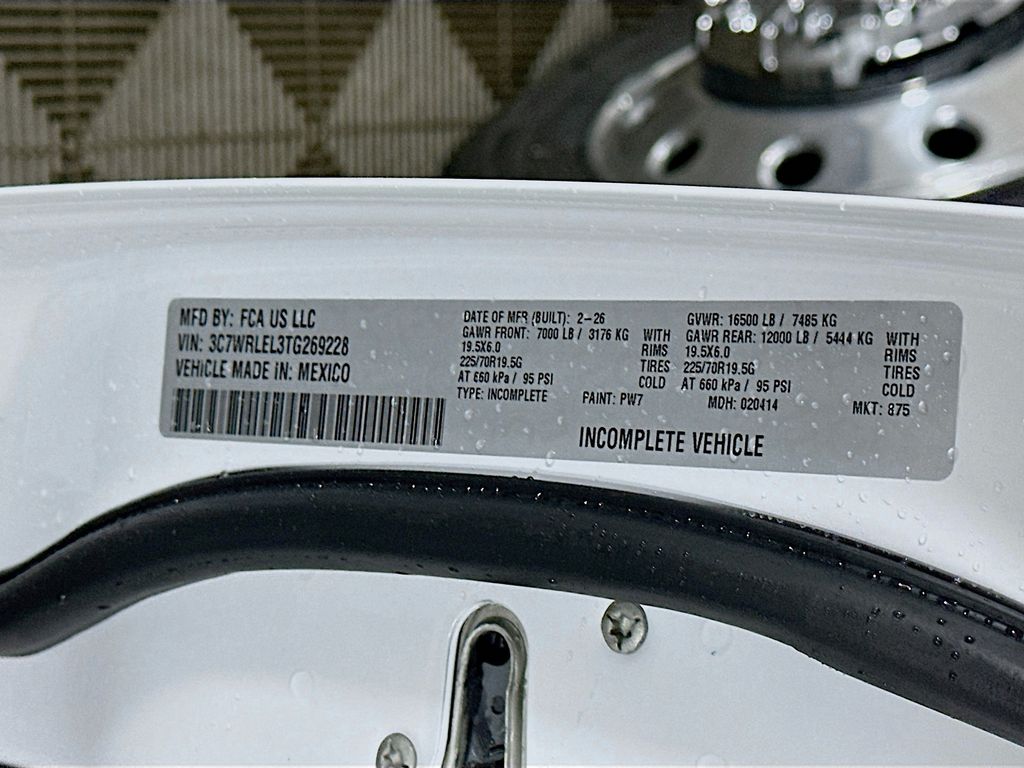 MFD BY: FCA US LLC
VIN: 3C7WRLEL3TG269228
VEHICLE MADE IN: MEXICO
DATE OF MFR (BUILT): 2-26
GAWR FRONT: 7000 LB / 3176 KG WITH
19.5X6.0 RIMS
225/70R19.5G TIRES
AT 660 kPa / 95 PSI COLD
TYPE: INCOMPLETE
GVWR: 16500 LB / 7485 KG
GAWR REAR: 12000 LB / 5444 KG WITH
19.5X6.0 RIMS
225/70R19.5G TIRES
AT 660 kPa / 95 PSI COLD
PAINT: PW7 MDH: 020414 MKT: 875
INCOMPLETE VEHICLE